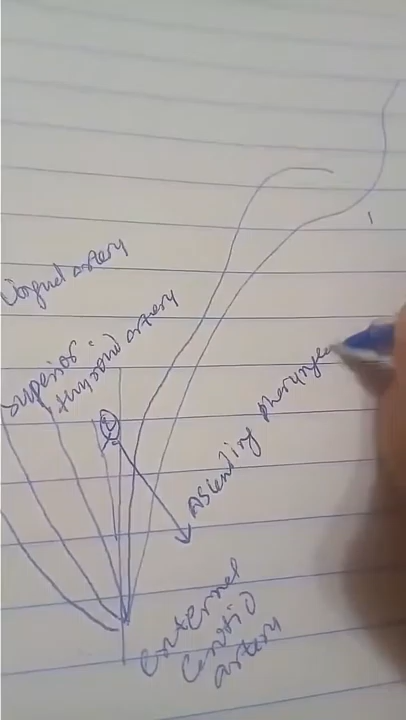 Lingual artery
superior
thyroid artery
Ascending pharynge
External
Carotid
artery